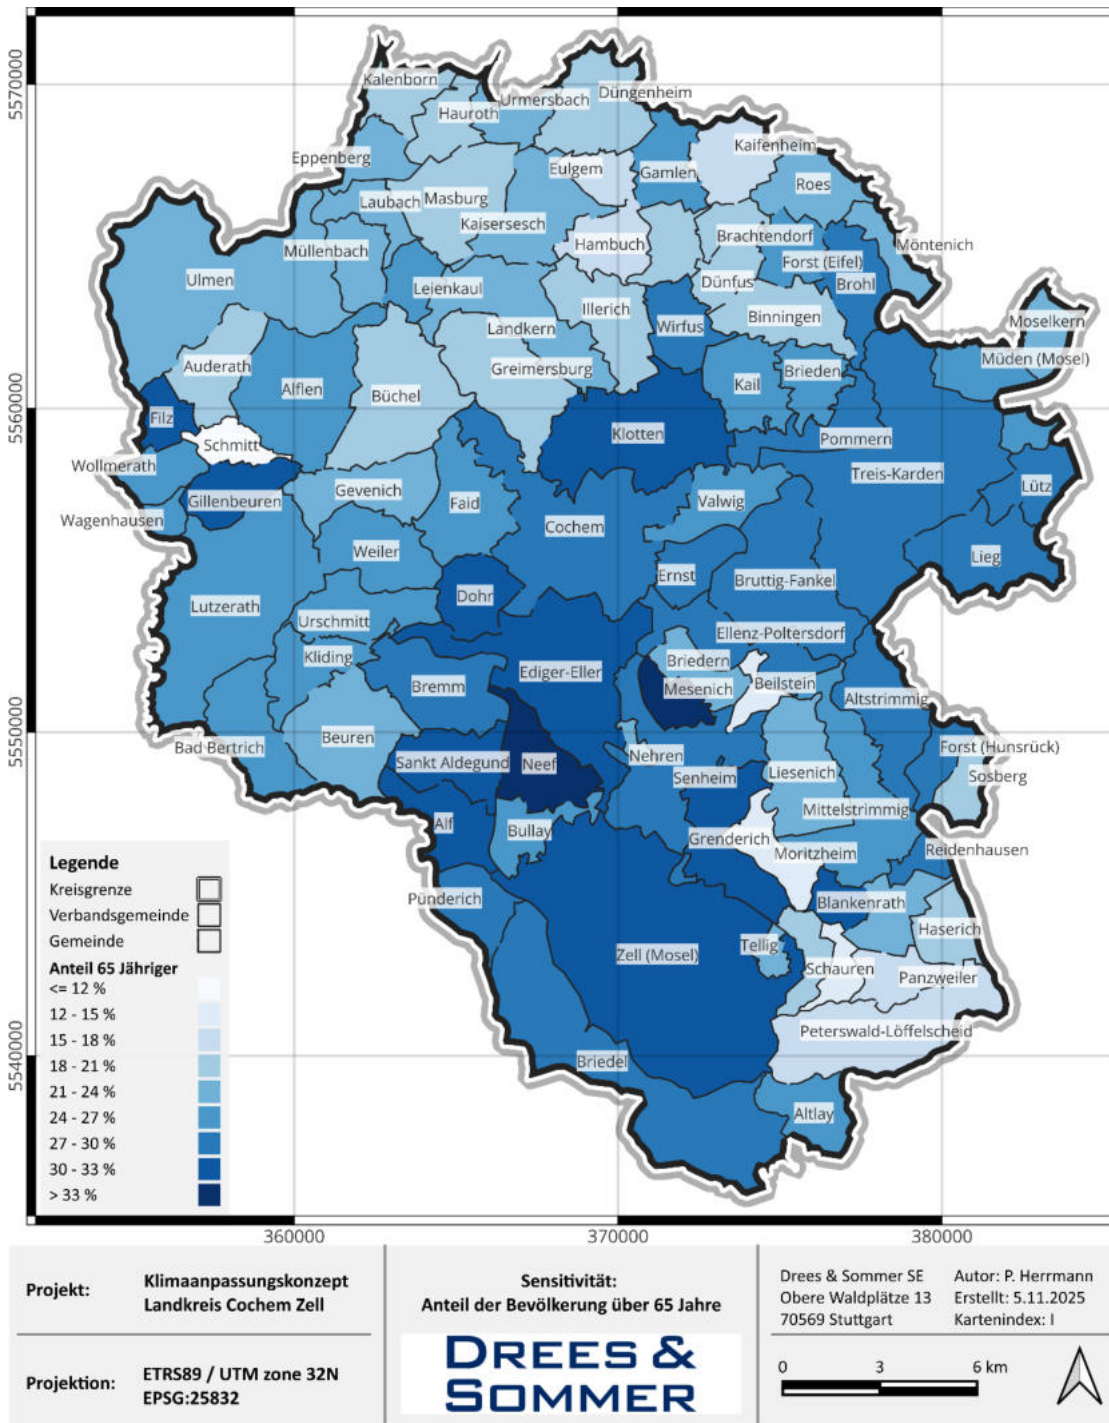 5570000
5560000
5550000
5540000
360000
370000
380000
Kalenborn
Hauroth
Urmersbach
Düngenheim
Eppenberg
Eulgem
Gamlen
Kaifenheim
Roes
Laubach
Masburg
Kaisersesch
Hambuch
Brachtendorf
Möntenich
Müllenbach
Forst (Eifel)
Ulmen
Leienkaul
Dünfus
Brohl
Illerich
Binningen
Moselkern
Landkern
Wirfus
Müden (Mosel)
Auderath
Greimersburg
Alflen
Büchel
Kail
Brieden
Filz
Klotten
Pommern
Schmitt
Wollmerath
Treis-Karden
Gillenbeuren
Gevenich
Faid
Valwig
Lütz
Wagenhausen
Cochem
Weiler
Lieg
Ernst
Bruttig-Fankel
Dohr
Lutzerath
Urschmitt
Ellenz-Poltersdorf
Kliding
Ediger-Eller
Briedern
Bremm
Mesenich
Beilstein
Altstrimmig
Beuren
Bad Bertrich
Forst (Hunsrück)
Nehren
Sankt Aldegund
Neef
Senheim
Liesenich
Sosberg
Mittelstrimmig
Alf
Bullay
Grenderich
Moritzheim
Reidenhausen
Pünderich
Blankenrath
Haserich
Zell (Mosel)
Tellig
Schauren
Panzweiler
Peterswald-Löffelscheid
Briedel
Altlay
Legende
Kreisgrenze
Verbandsgemeinde
Gemeinde
Anteil 65 Jähriger
<= 12 %
12 - 15 %
15 - 18 %
18 - 21 %
21 - 24 %
24 - 27 %
27 - 30 %
30 - 33 %
> 33 %
Projekt:
Klimaanpassungskonzept
Landkreis Cochem Zell
Projektion:
ETRS89 / UTM zone 32N
EPSG:25832
Sensitivität:
Anteil der Bevölkerung über 65 Jahre
DREES &
SOMMER
Drees & Sommer SE
Obere Waldplätze 13
70569 Stuttgart
Autor: P. Herrmann
Erstellt: 5.11.2025
Kartenindex: I
0 3 6 km